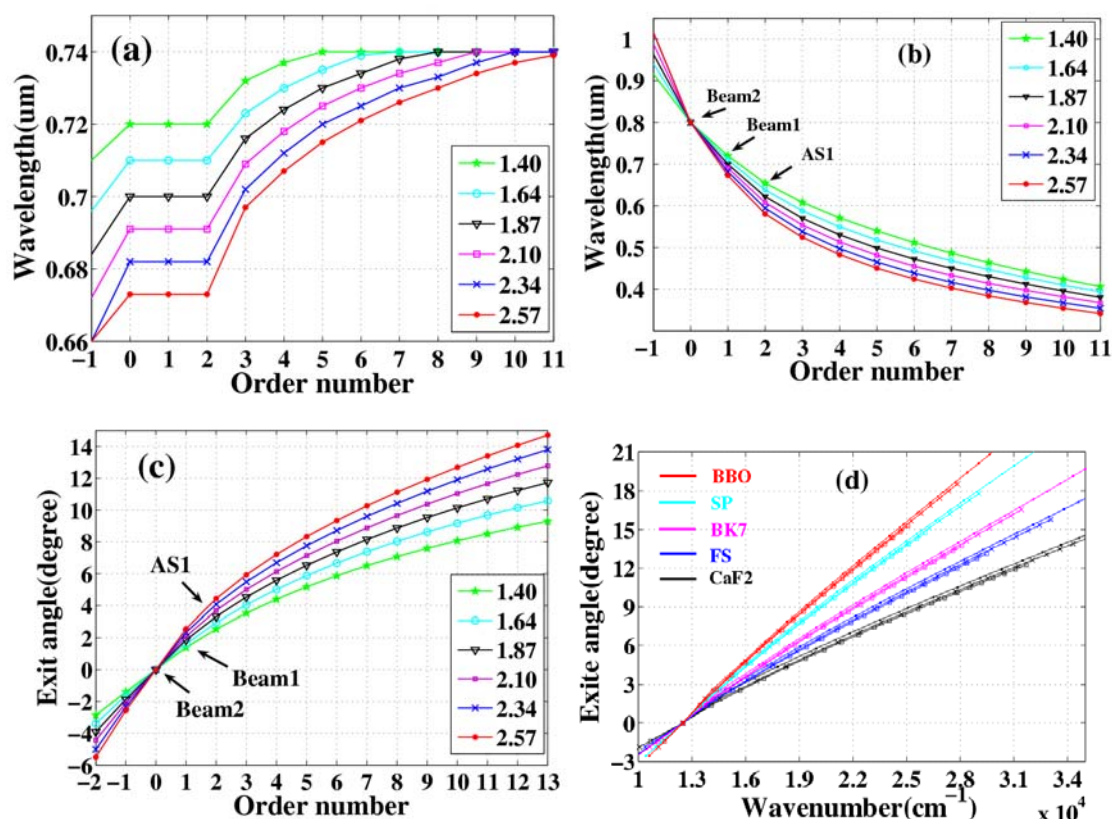 (a)
Wavelength(um)
0.74
0.72
0.7
0.68
0.66
−1 0 1 2 3 4 5 6 7 8 9 10 11
Order number
1.40
1.64
1.87
2.10
2.34
2.57
(b)
Wavelength(um)
1
0.9
0.8
0.7
0.6
0.5
0.4
−1 0 1 2 3 4 5 6 7 8 9 10 11
Order number
Beam2
Beam1
AS1
1.40
1.64
1.87
2.10
2.34
2.57
(c)
Exit angle(degree)
14
12
10
8
6
4
2
0
−2
−4
−6
−2 −1 0 1 2 3 4 5 6 7 8 9 10 11 12 13
Order number
AS1
Beam1
Beam2
1.40
1.64
1.87
2.10
2.34
2.57
(d)
Exite angle(degree)
21
18
15
12
9
6
3
0
−3
1 1.3 1.6 1.9 2.2 2.5 2.8 3.1 3.4
Wavenumber(cm⁻¹)
x 10⁴
BBO
SP
BK7
FS
CaF2